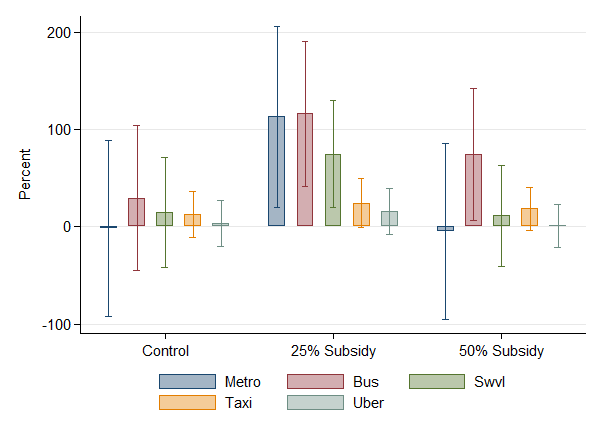 200
100
0
-100
Percent
Control 25% Subsidy 50% Subsidy
Metro Bus Swvl
Taxi Uber